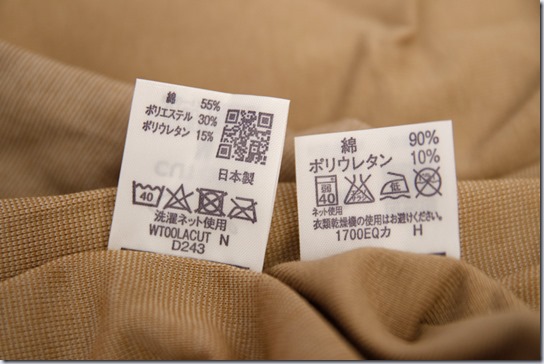 綿 55%
ポリエステル 30%
ポリウレタン 15%
日本製
40
洗濯ネット使用
WT00LACUT N
D243
綿 90%
ポリウレタン 10%
弱 40 低
ネット使用
衣類乾燥機の使用はお避けください。
1700EQカ H